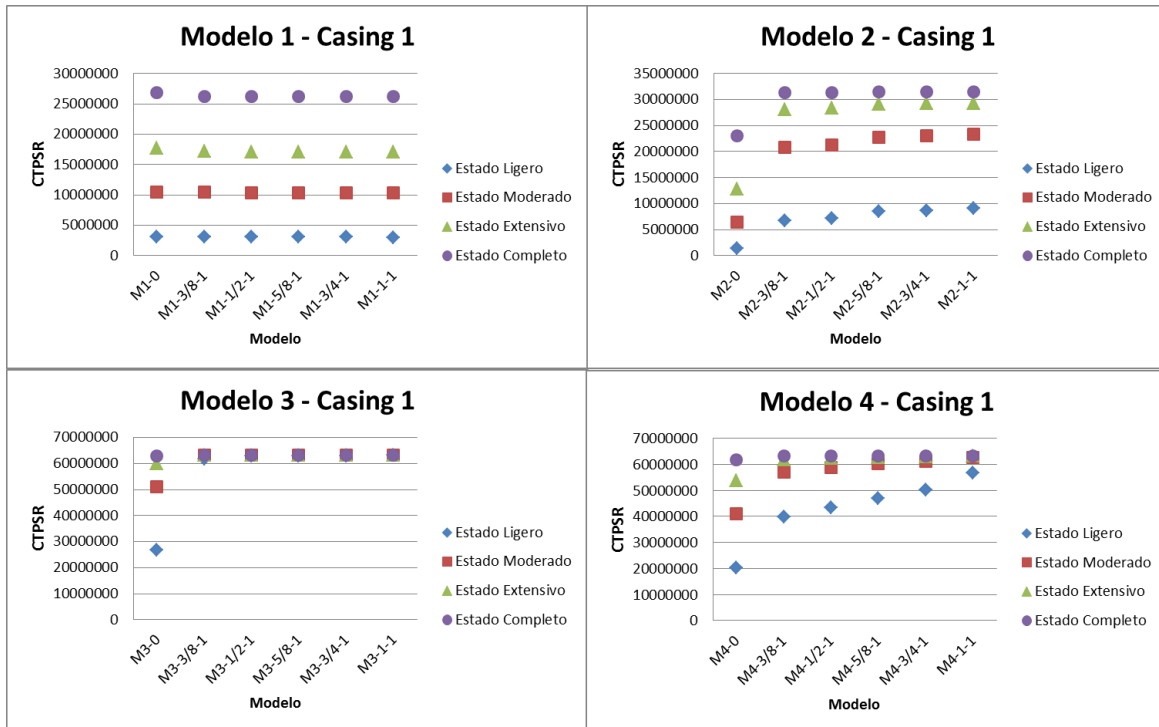 Modelo 1 - Casing 1
30000000
25000000
20000000
15000000
10000000
5000000
0
CTPSR
M1-0
M1-3/8-1
M1-1/2-1
M1-5/8-1
M1-3/4-1
M1-1-1
Modelo
Estado Ligero
Estado Moderado
Estado Extensivo
Estado Completo
Modelo 2 - Casing 1
35000000
30000000
25000000
20000000
15000000
10000000
5000000
0
CTPSR
M2-0
M2-3/8-1
M2-1/2-1
M2-5/8-1
M2-3/4-1
M2-1-1
Modelo
Estado Ligero
Estado Moderado
Estado Extensivo
Estado Completo
Modelo 3 - Casing 1
70000000
60000000
50000000
40000000
30000000
20000000
10000000
0
CTPSR
M3-0
M3-3/8-1
M3-1/2-1
M3-5/8-1
M3-3/4-1
M3-1-1
Modelo
Estado Ligero
Estado Moderado
Estado Extensivo
Estado Completo
Modelo 4 - Casing 1
70000000
60000000
50000000
40000000
30000000
20000000
10000000
0
CTPSR
M4-0
M4-3/8-1
M4-1/2-1
M4-5/8-1
M4-3/4-1
M4-1-1
Modelo
Estado Ligero
Estado Moderado
Estado Extensivo
Estado Completo